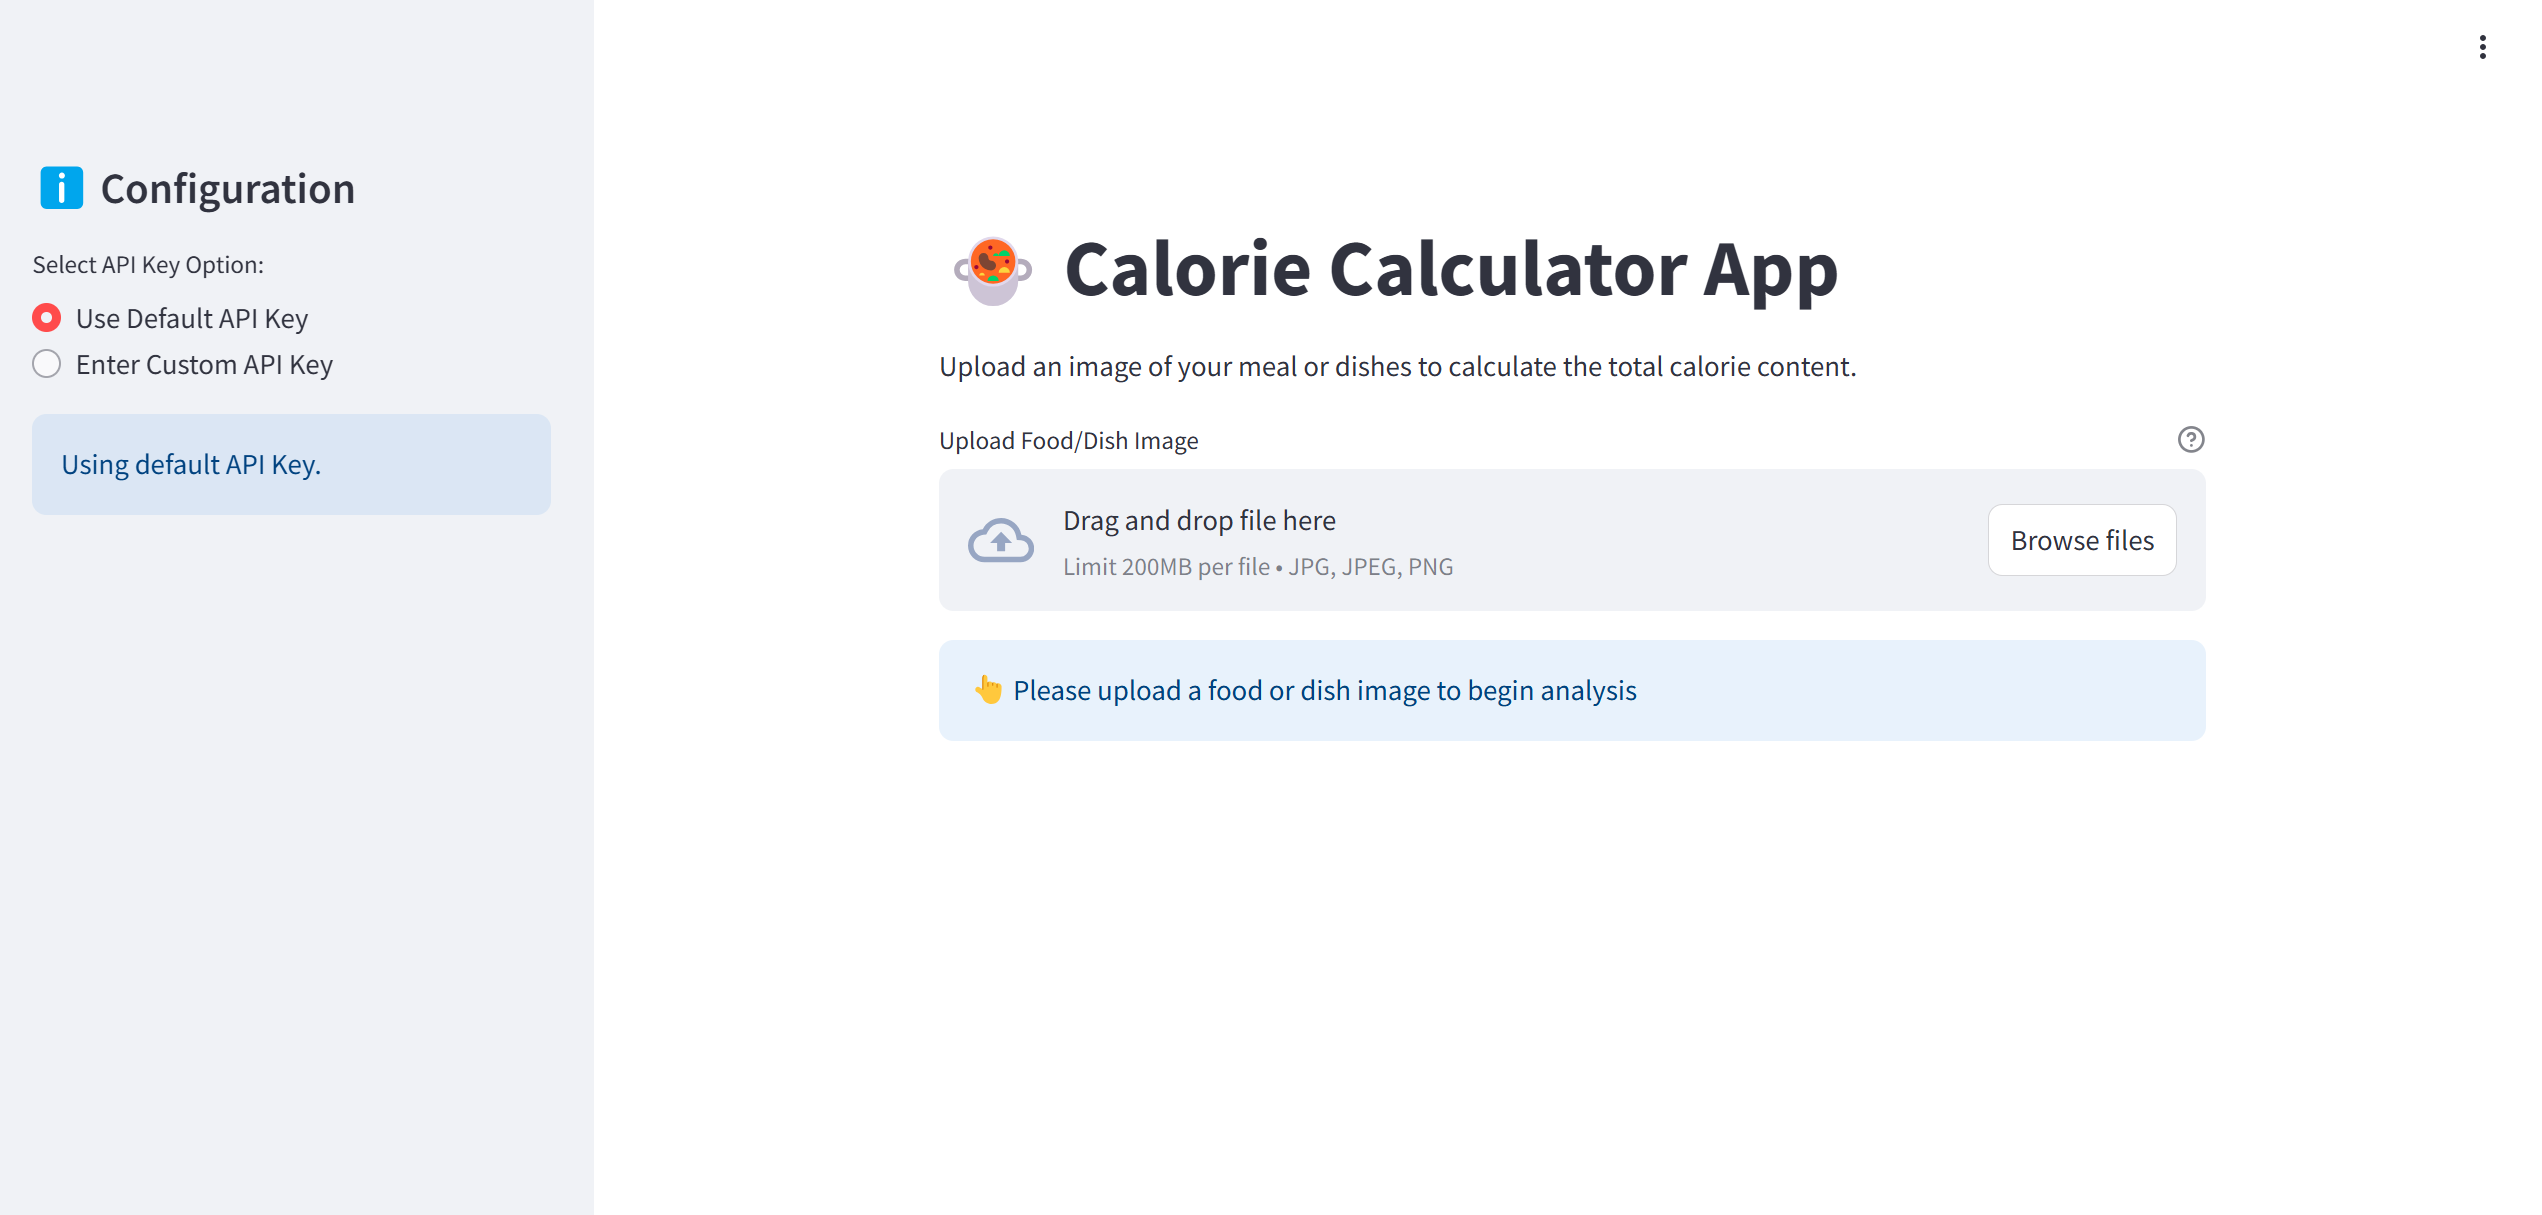 Configuration
Select API Key Option:
Use Default API Key
Enter Custom API Key
Using default API Key.
Calorie Calculator App
Upload an image of your meal or dishes to calculate the total calorie content.
Upload Food/Dish Image
Drag and drop file here
Limit 200MB per file • JPG, JPEG, PNG
Browse files
Please upload a food or dish image to begin analysis